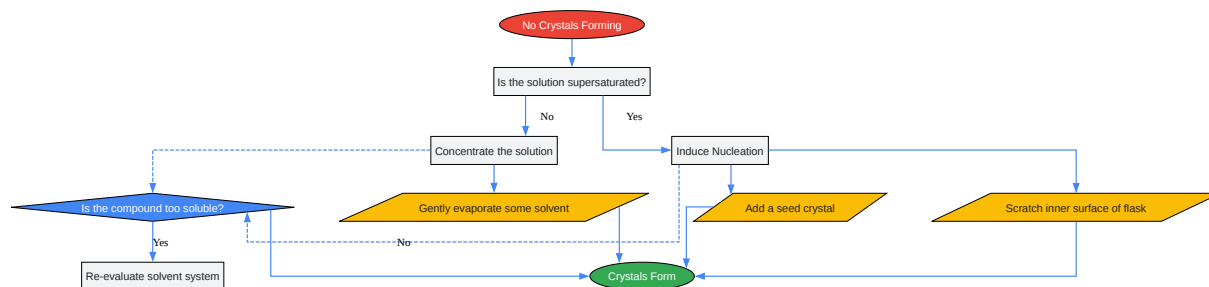 No Crystals Forming
Is the solution supersaturated?
No
Yes
Concentrate the solution
Induce Nucleation
Is the compound too soluble?
Gently evaporate some solvent
Add a seed crystal
Scratch inner surface of flask
Yes
No
Re-evaluate solvent system
Crystals Form